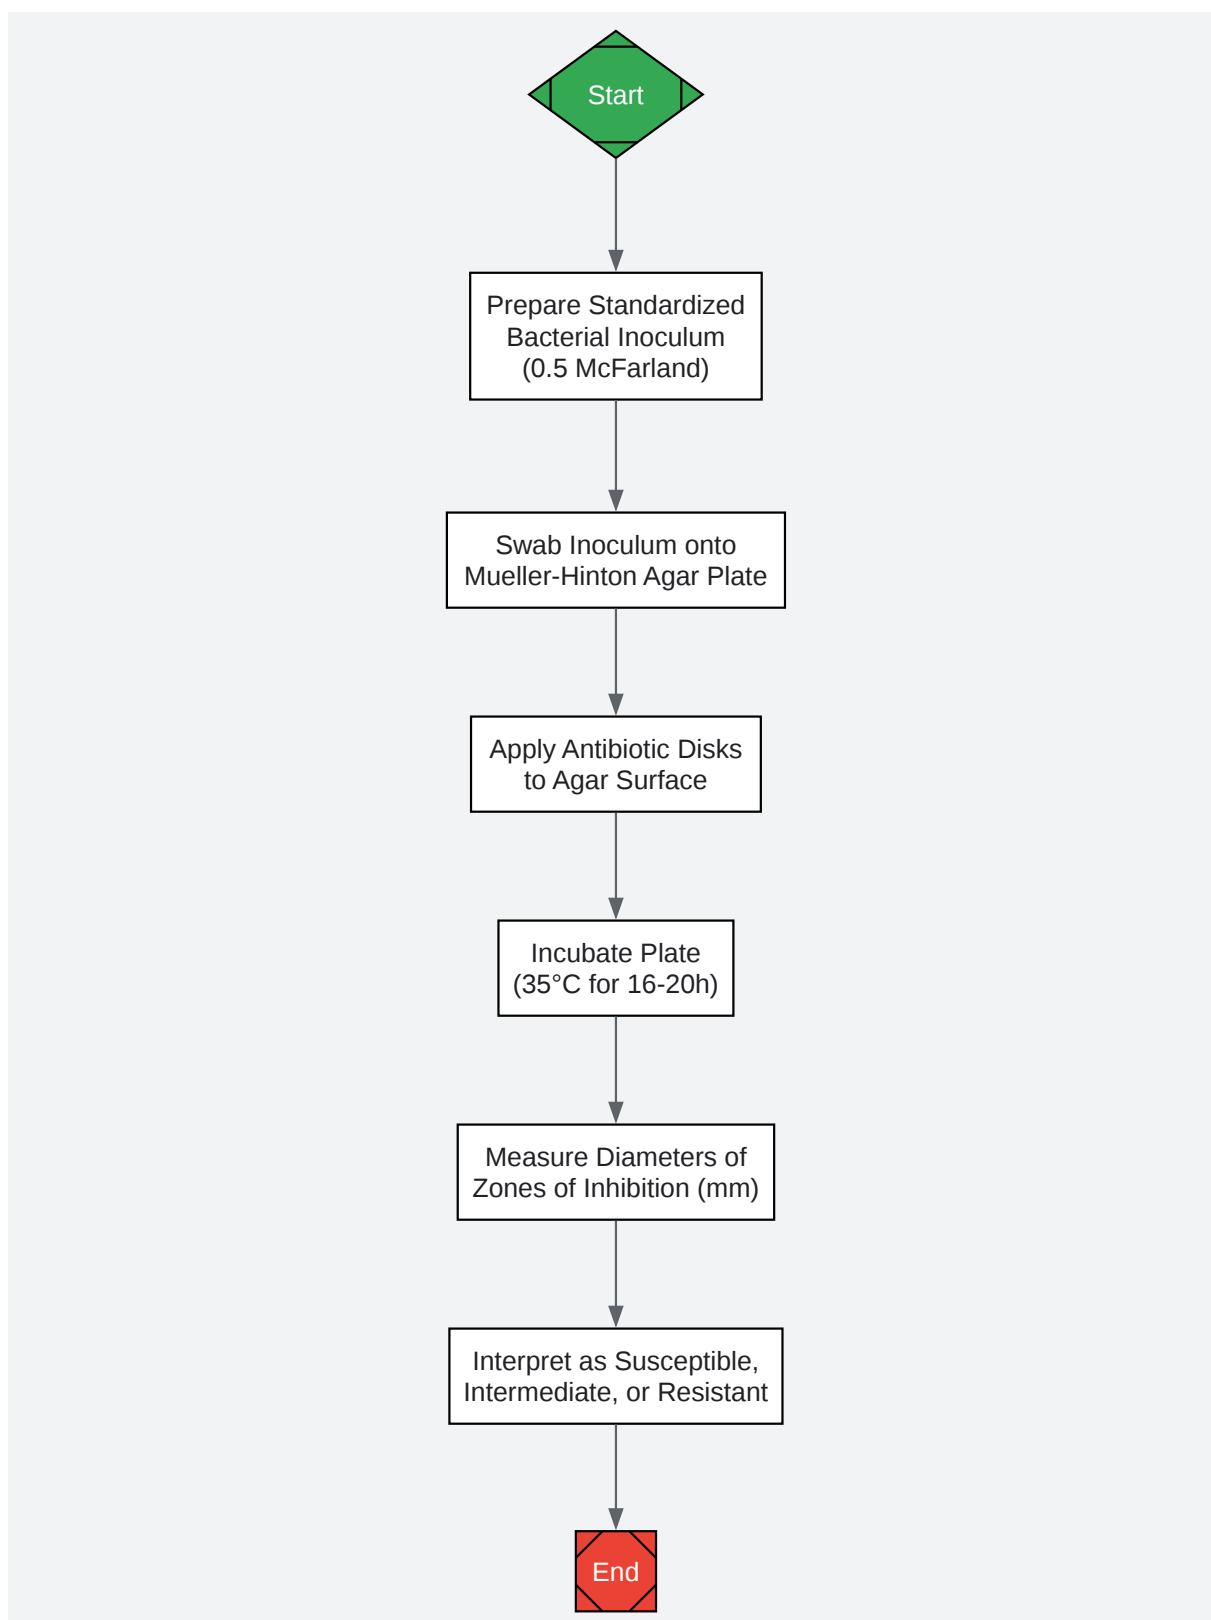 Start
Prepare Standardized
Bacterial Inoculum
(0.5 McFarland)
Swab Inoculum onto
Mueller-Hinton Agar Plate
Apply Antibiotic Disks
to Agar Surface
Incubate Plate
(35°C for 16-20h)
Measure Diameters of
Zones of Inhibition (mm)
Interpret as Susceptible,
Intermediate, or Resistant
End